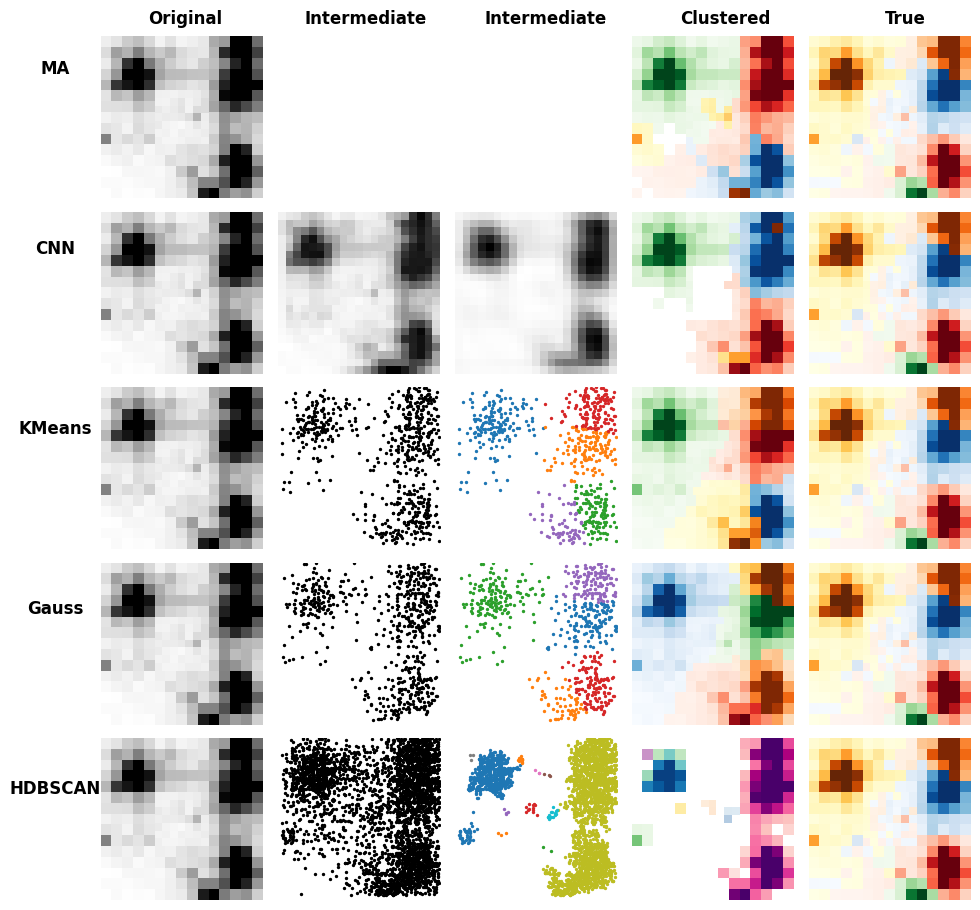 Original Intermediate Intermediate Clustered True
MA
CNN
KMeans
Gauss
HDBSCAN